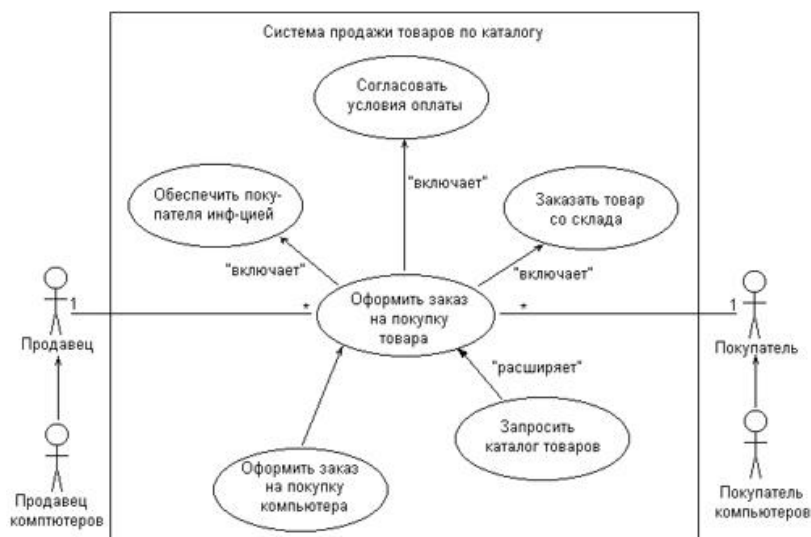 Система продажи товаров по каталогу
Согласовать
условия оплаты
"включает"
Обеспечить поку-
пателя инф-цией
Заказать товар
со склада
"включает"
"включает"
1
*
Оформить заказ
на покупку
товара
*
1
Продавец
Покупатель
"расширяет"
Запросить
каталог товаров
Оформить заказ
на покупку
компьютера
Продавец
комптютеров
Покупатель
компьютеров